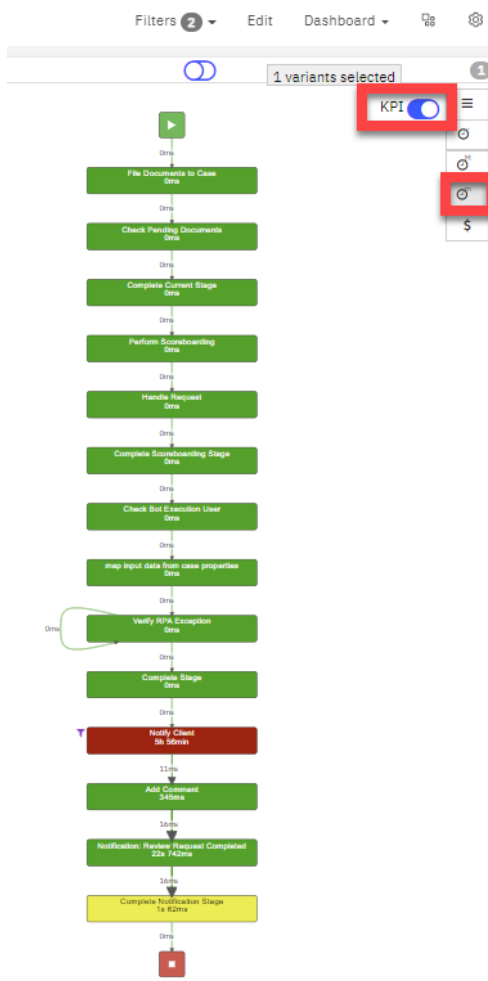 Filters 2 Edit Dashboard
1 variants selected 1
KPI
M
0ms
File Documents to Case
0ms
$
0ms
Check Pending Documents
0ms
0ms
Complete Current Stage
0ms
0ms
Perform Scoreboarding
0ms
0ms
Handle Request
0ms
0ms
Complete Scoreboarding Stage
0ms
0ms
Check Bot Execution User
0ms
0ms
map input data from case properties
0ms
0ms
Verify RPA Exception
0ms
0ms
0ms
Complete Stage
0ms
0ms
Notify Client
5h 56min
11ms
Add Comment
345ms
16ms
Notification: Review Request Completed
22s 742ms
16ms
Complete Notification Stage
1s 62ms
0ms